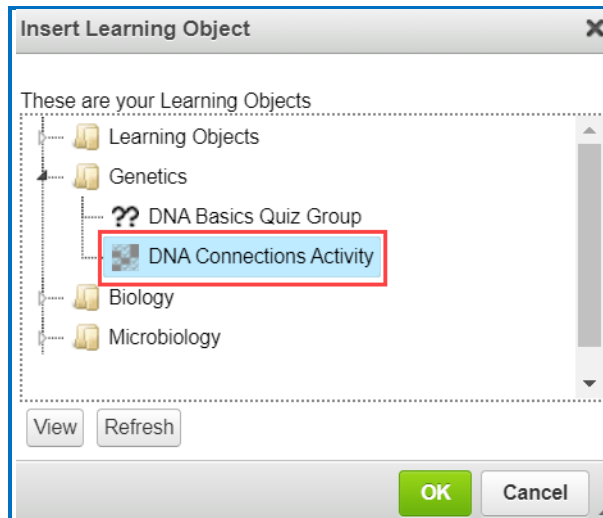 Insert Learning Object
These are your Learning Objects
Learning Objects
Genetics
?? DNA Basics Quiz Group
DNA Connections Activity
Biology
Microbiology
View Refresh
OK Cancel